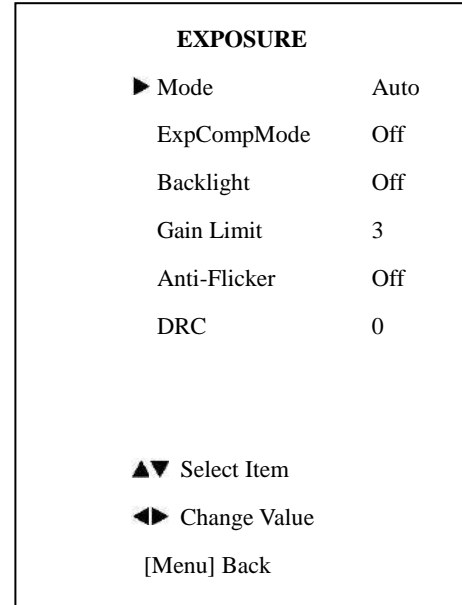 EXPOSURE
▶ Mode Auto
ExpCompMode Off
Backlight Off
Gain Limit 3
Anti-Flicker Off
DRC 0
▲▼ Select Item
◀▶ Change Value
[Menu] Back